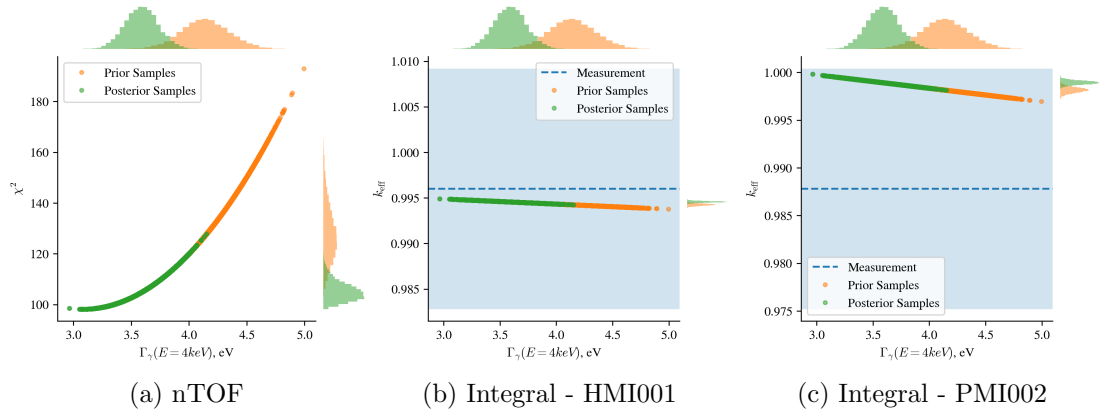 Prior Samples
Posterior Samples
180
160
140
120
100
χ²
3.0 3.5 4.0 4.5 5.0
Γγ(E = 4keV), eV
(a) nTOF
Measurement
Prior Samples
Posterior Samples
1.010
1.005
1.000
0.995
0.990
0.985
keff
3.0 3.5 4.0 4.5 5.0
Γγ(E = 4keV), eV
(b) Integral - HMI001
1.000
0.995
0.990
0.985
0.980
0.975
keff
Measurement
Prior Samples
Posterior Samples
3.0 3.5 4.0 4.5 5.0
Γγ(E = 4keV), eV
(c) Integral - PMI002